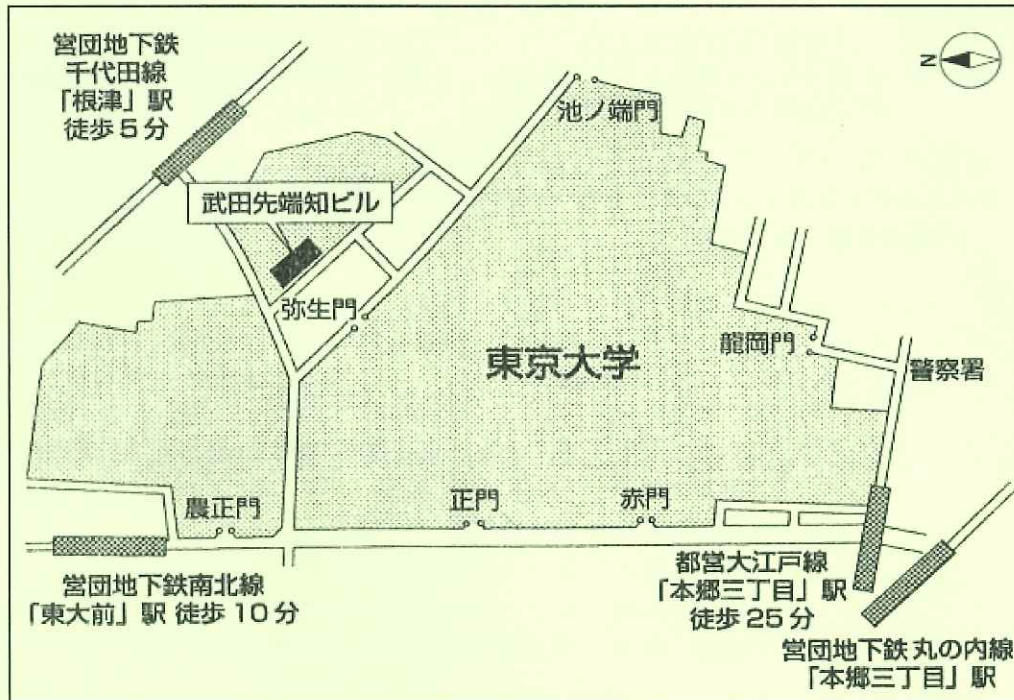 営団地下鉄
千代田線
「根津」駅
徒歩5分
N
池ノ端門
武田先端知ビル
弥生門
東京大学
龍岡門
警察署
農正門
正門
赤門
営団地下鉄南北線
「東大前」駅 徒歩10分
都営大江戸線
「本郷三丁目」駅
徒歩25分
営団地下鉄 丸の内線
「本郷三丁目」駅